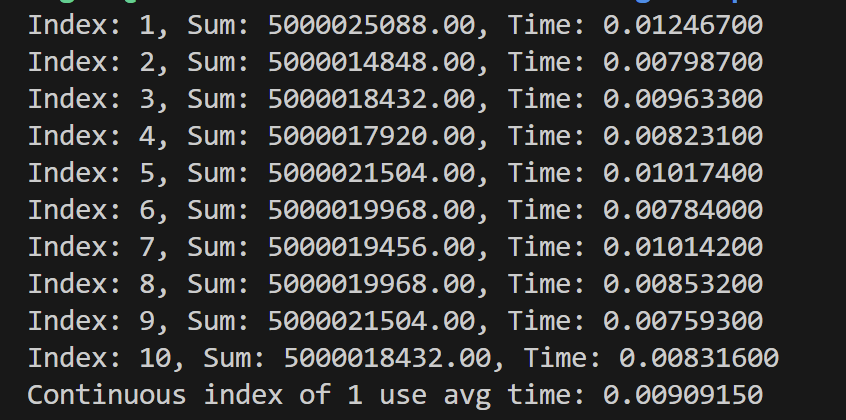 Index: 1, Sum: 5000025088.00, Time: 0.01246700
Index: 2, Sum: 5000014848.00, Time: 0.00798700
Index: 3, Sum: 5000018432.00, Time: 0.00963300
Index: 4, Sum: 5000017920.00, Time: 0.00823100
Index: 5, Sum: 5000021504.00, Time: 0.01017400
Index: 6, Sum: 5000019968.00, Time: 0.00784000
Index: 7, Sum: 5000019456.00, Time: 0.01014200
Index: 8, Sum: 5000019968.00, Time: 0.00853200
Index: 9, Sum: 5000021504.00, Time: 0.00759300
Index: 10, Sum: 5000018432.00, Time: 0.00831600
Continuous index of 1 use avg time: 0.00909150